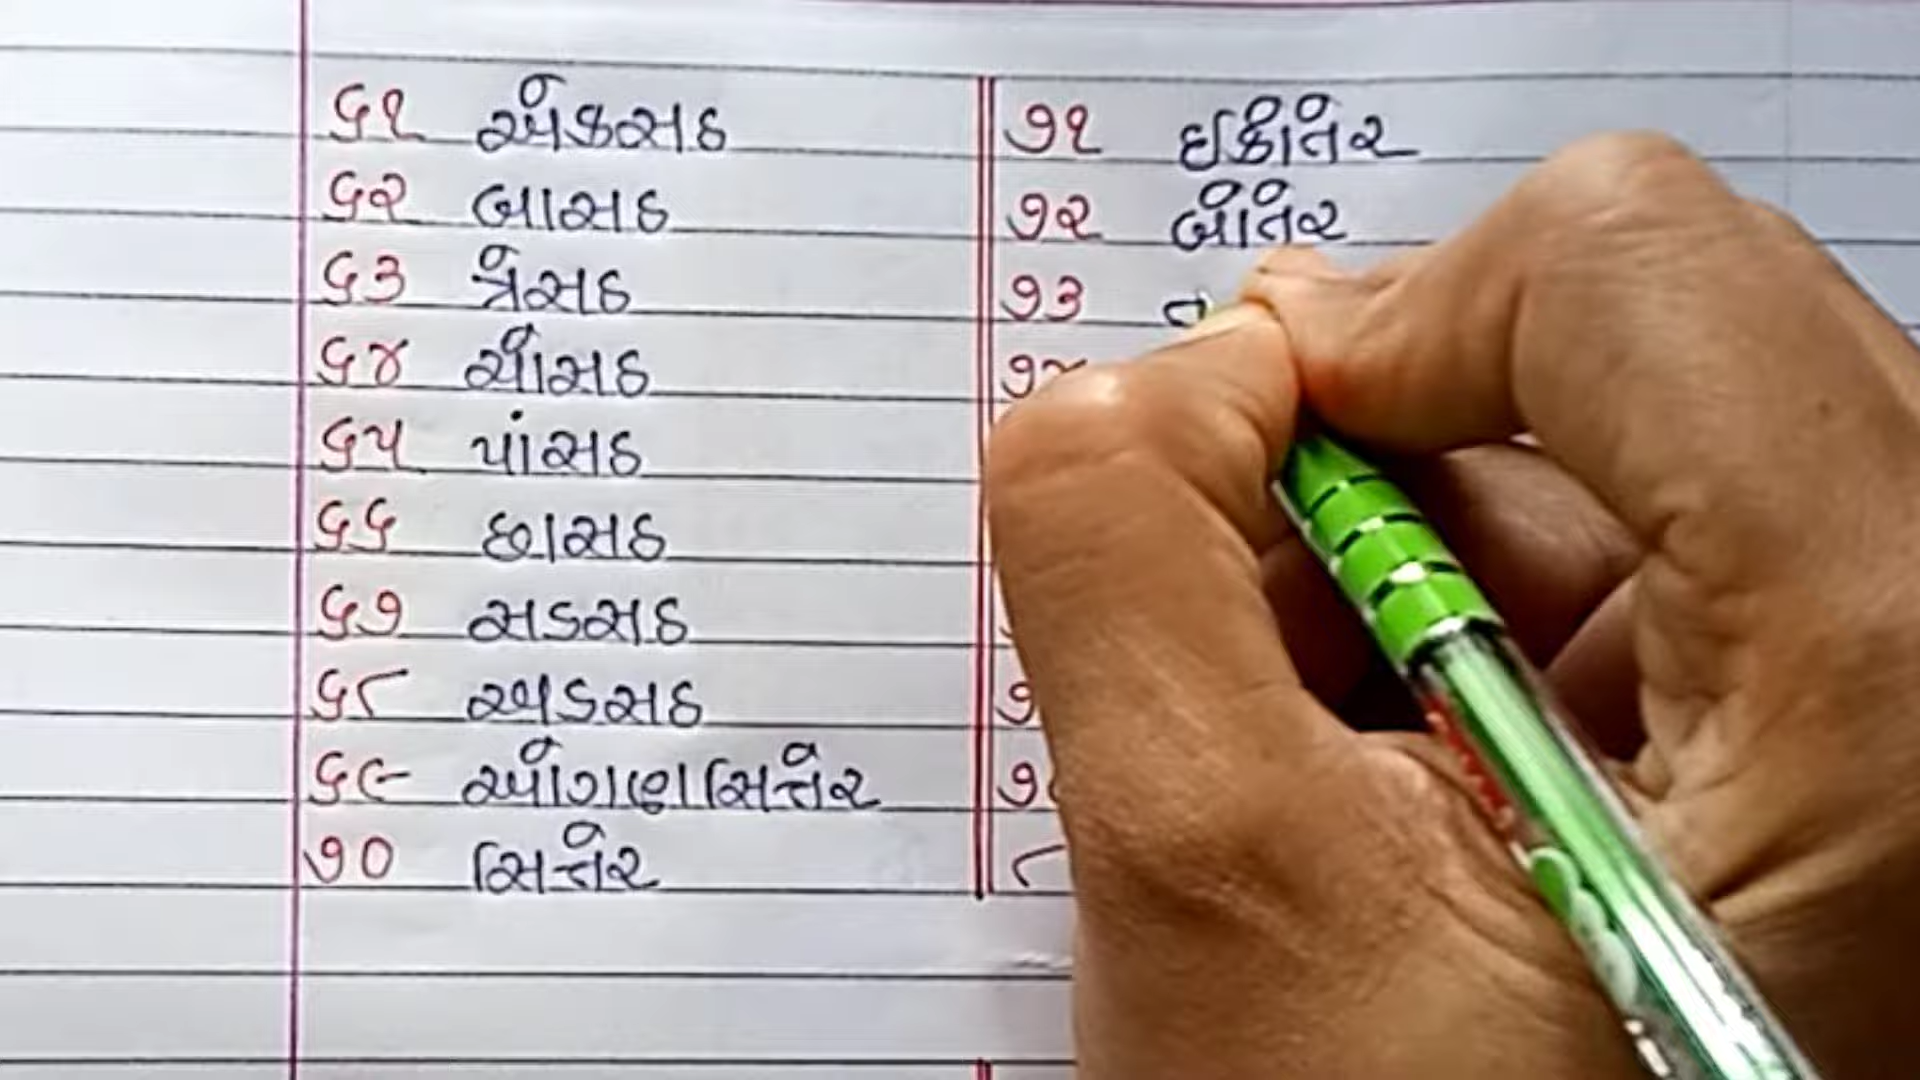 ૬૧ એકસઠ
૬૨ બાસઠ
૬૩ ત્રેસઠ
૬૪ ચોસઠ
૬૫ પાંસઠ
૬૬ છાસઠ
૬૭ સડસઠ
૬૮ અડસઠ
૬૯ ઓગણસિત્તેર
૭૦ સિત્તેર
૭૧ ઇકોતેર
૭૨ બોતેર
૭૩